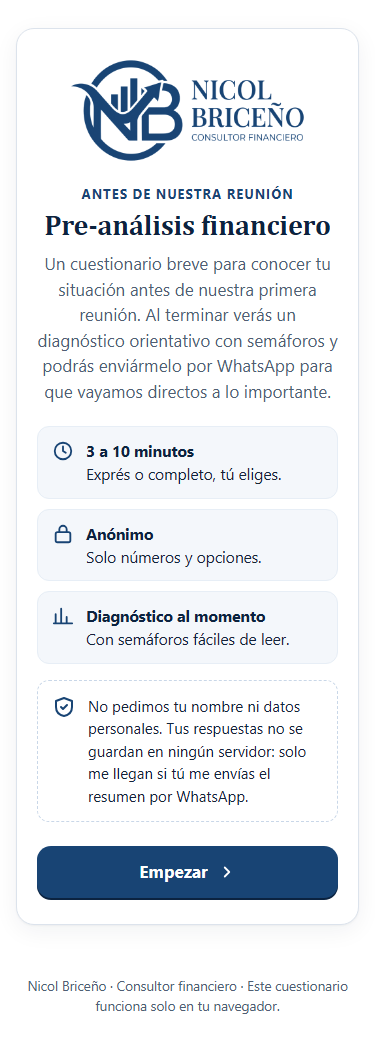 NB
NICOL
BRICEÑO
CONSULTOR FINANCIERO
ANTES DE NUESTRA REUNIÓN
Pre-análisis financiero
Un cuestionario breve para conocer tu
situación antes de nuestra primera
reunión. Al terminar verás un
diagnóstico orientativo con semáforos y
podrás enviármelo por WhatsApp para
que vayamos directos a lo importante.
3 a 10 minutos
Exprés o completo, tú eliges.
Anónimo
Solo números y opciones.
Diagnóstico al momento
Con semáforos fáciles de leer.
No pedimos tu nombre ni datos
personales. Tus respuestas no se
guardan en ningún servidor: solo
me llegan si tú me envías el
resumen por WhatsApp.
Empezar
Nicol Briceño · Consultor financiero · Este cuestionario
funciona solo en tu navegador.